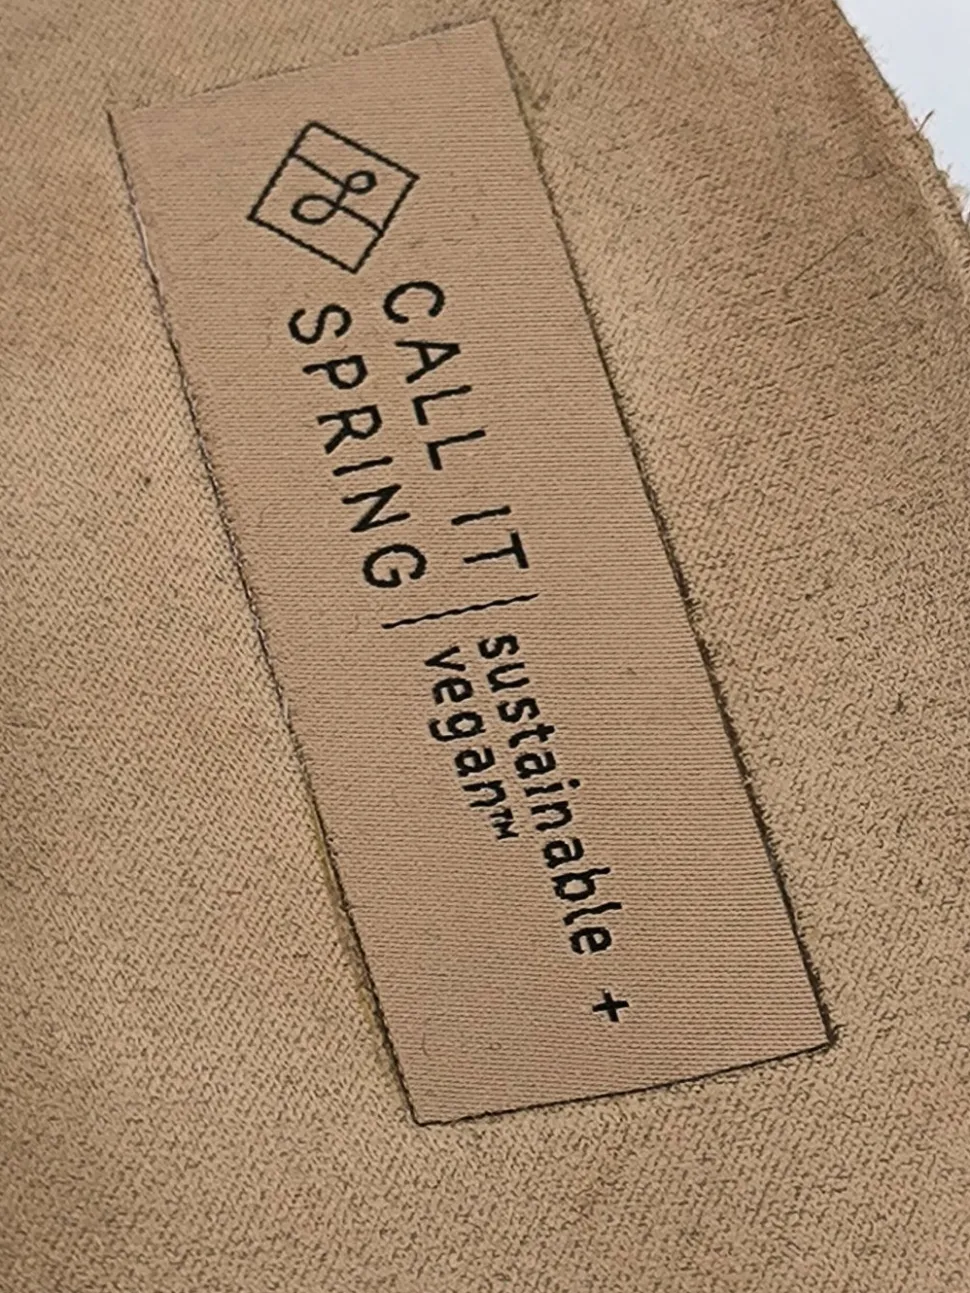 CALL IT
SPRING
sustainable +
vegan™